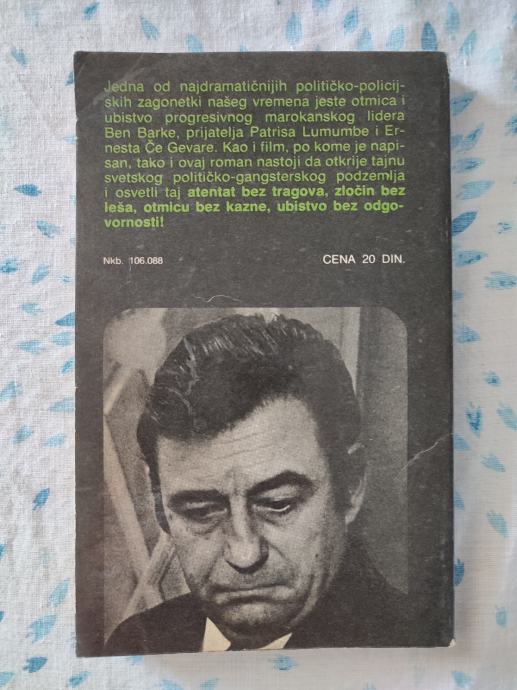 Jedna od najdramatičnijih političko-policij-
skih zagonetki našeg vremena jeste otmica i
ubistvo progresivnog marokanskog lidera
Ben Barke, prijatelja Patrisa Lumumbe i Er-
nesta Če Gevare. Kao i film, po kome je napi-
san, tako i ovaj roman nastoji da otkrije tajnu
svetskog političko-gangsterskog podzemlja
i osvetli taj atentat bez tragova, zločin bez
leša, otmicu bez kazne, ubistvo bez odgo-
vornosti!
Nkb. 106.088
CENA 20 DIN.